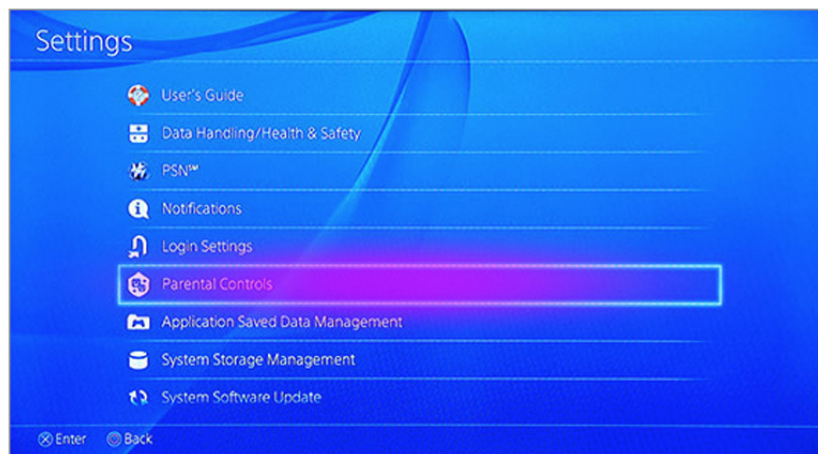 Settings
User's Guide
Data Handling/Health & Safety
PSN℠
Notifications
Login Settings
Parental Controls
Application Saved Data Management
System Storage Management
System Software Update
Enter Back